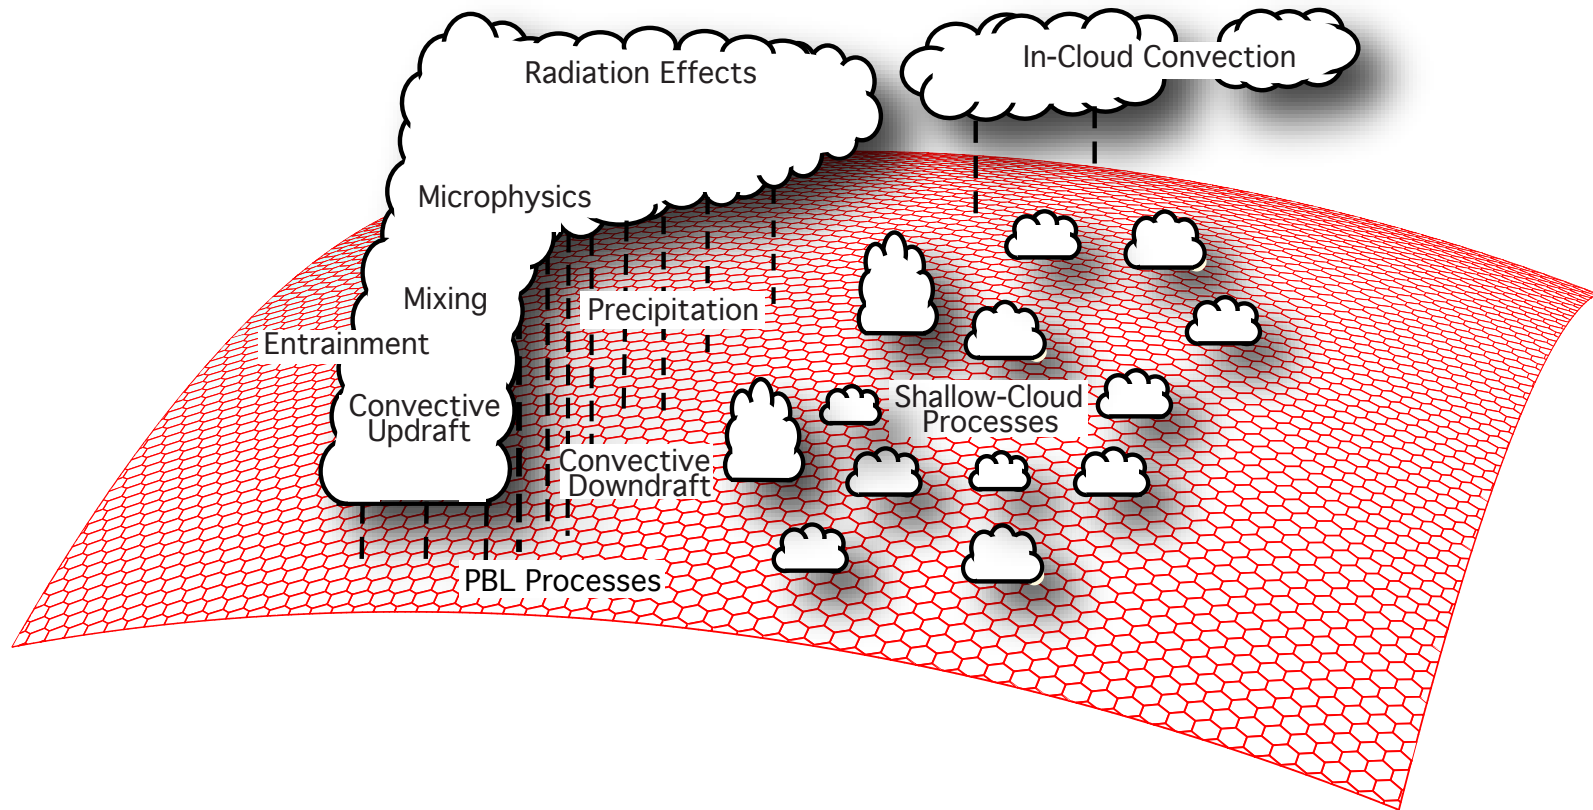 Radiation Effects
In-Cloud Convection
Microphysics
Mixing
Precipitation
Entrainment
Convective
Updraft
Shallow-Cloud
Processes
Convective
Downdraft
PBL Processes